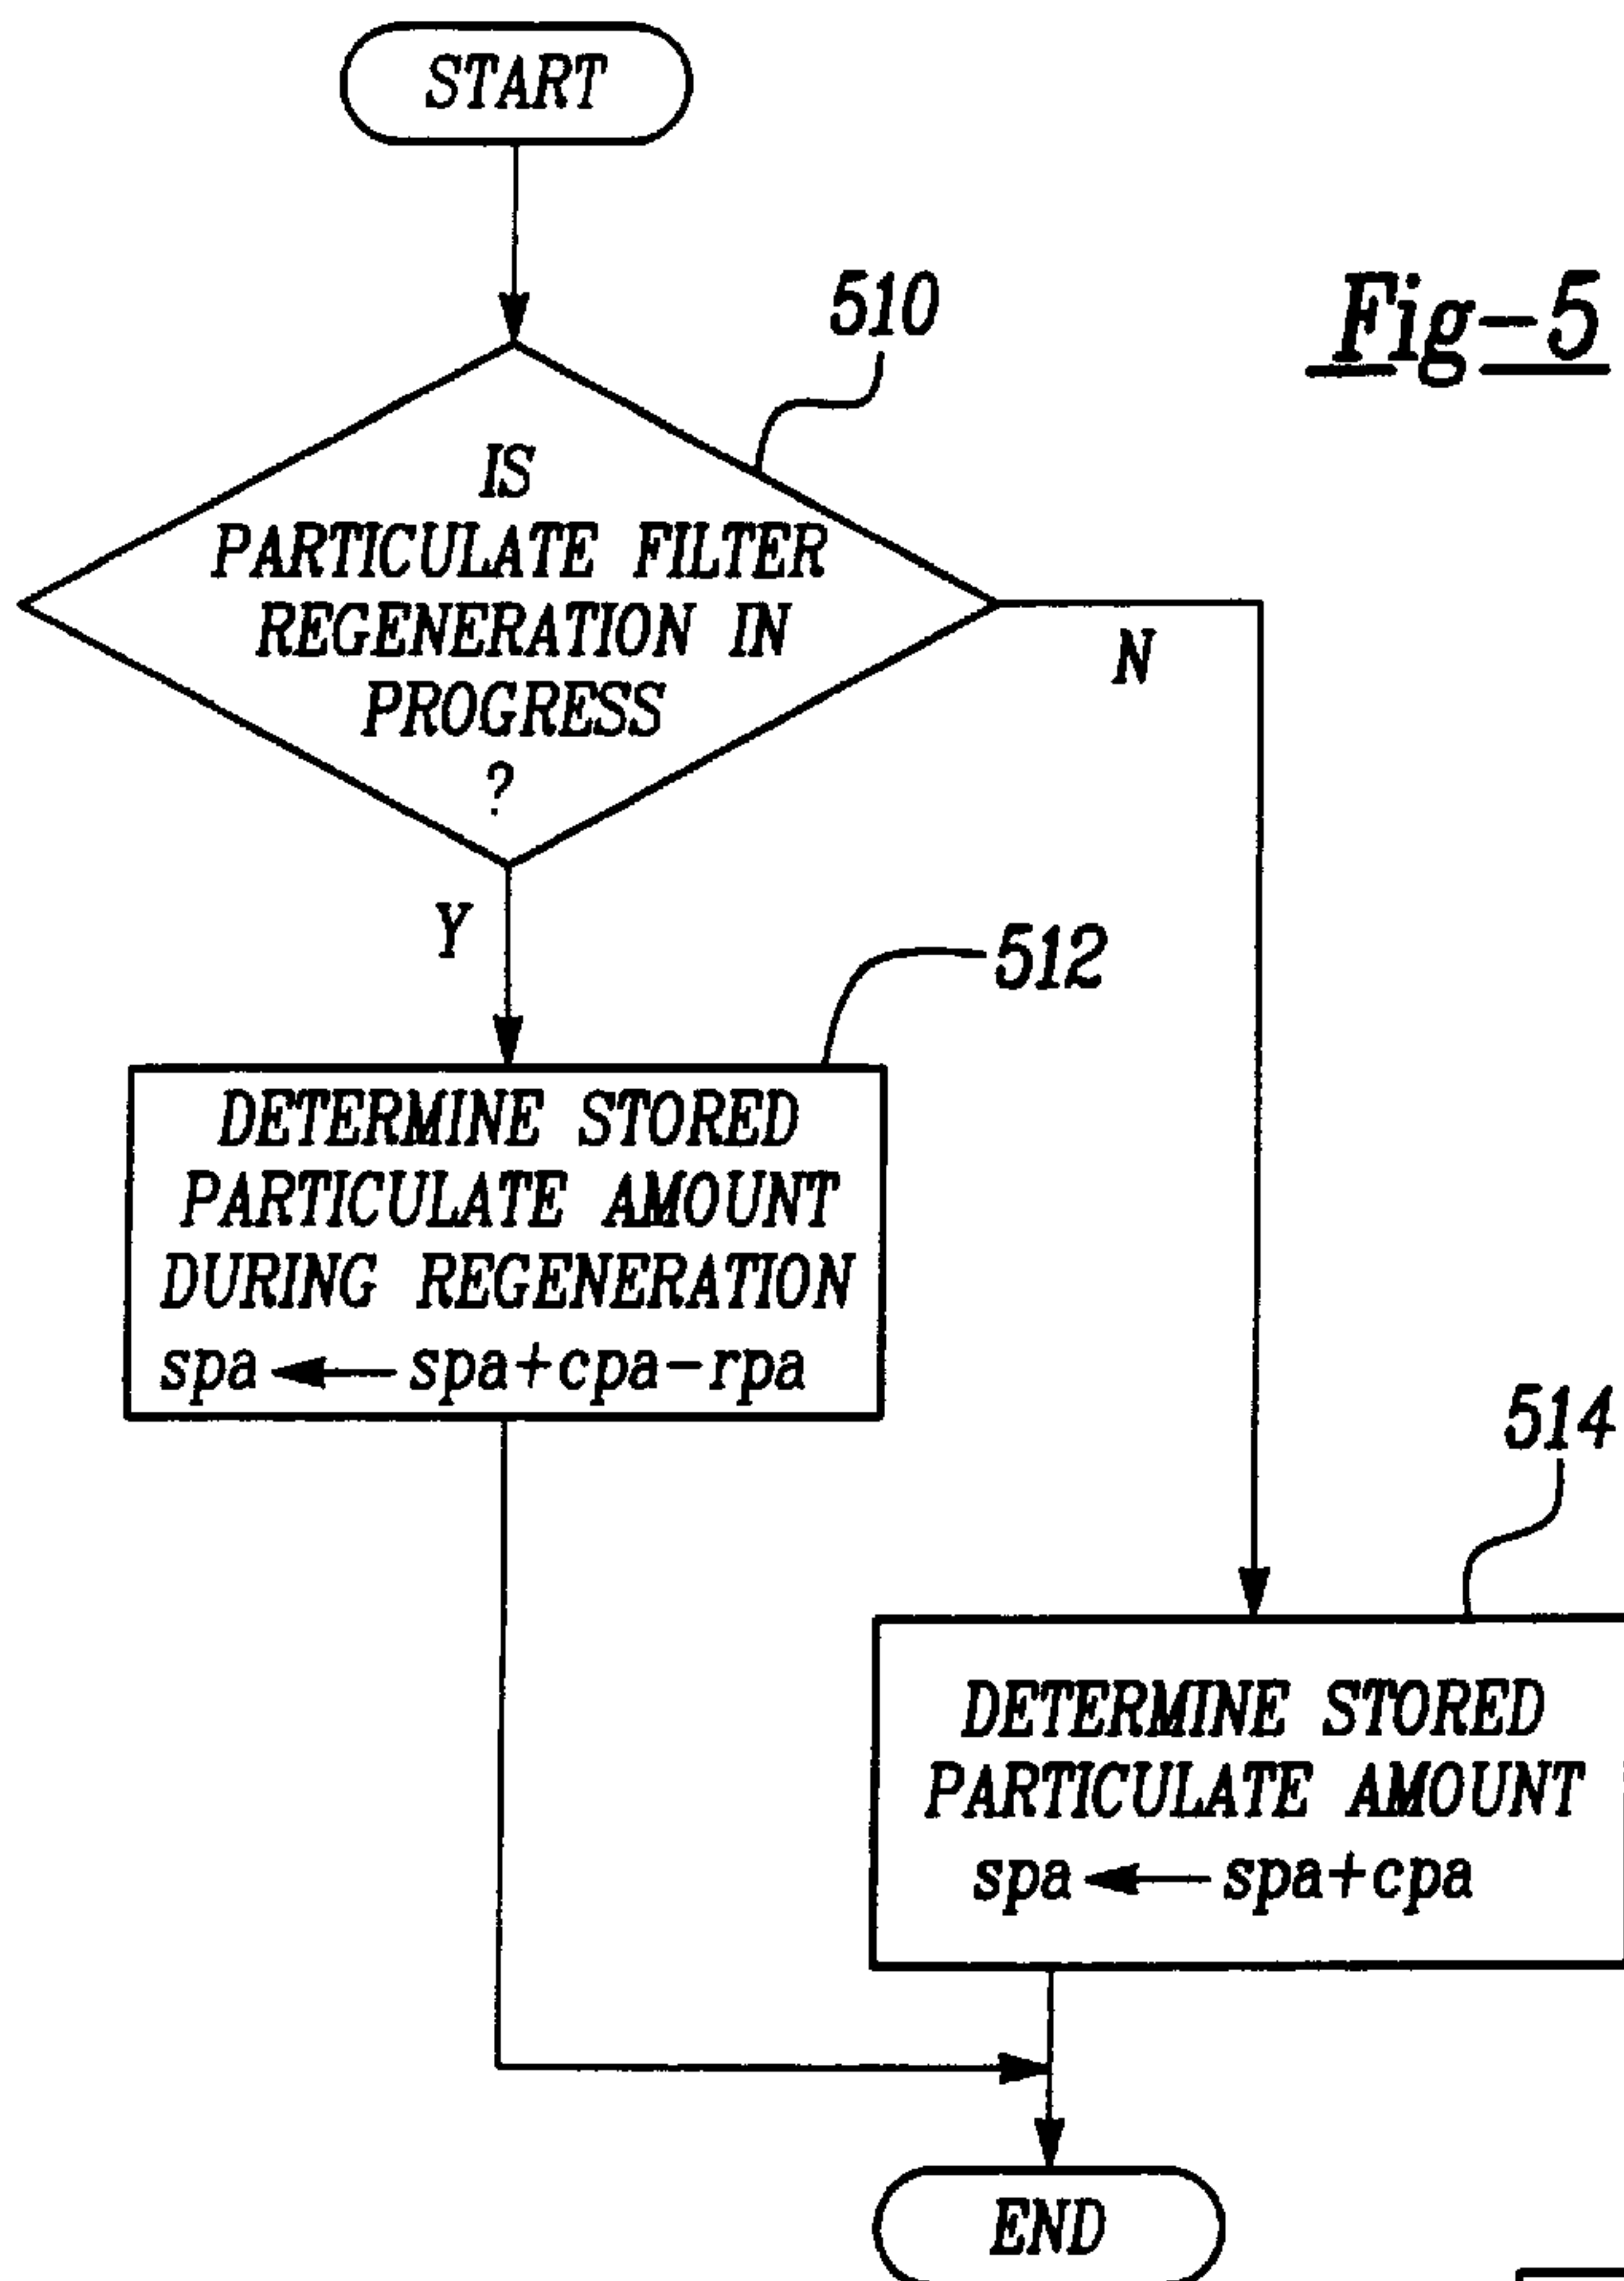 START
510
Fig-5
IS
PARTICULATE FILTER
REGENERATION IN
PROGRESS
?
N
Y
512
DETERMINE STORED
PARTICULATE AMOUNT
DURING REGENERATION
spa ← spa+cpa-rpa
514
DETERMINE STORED
PARTICULATE AMOUNT
spa ← spa+cpa
END